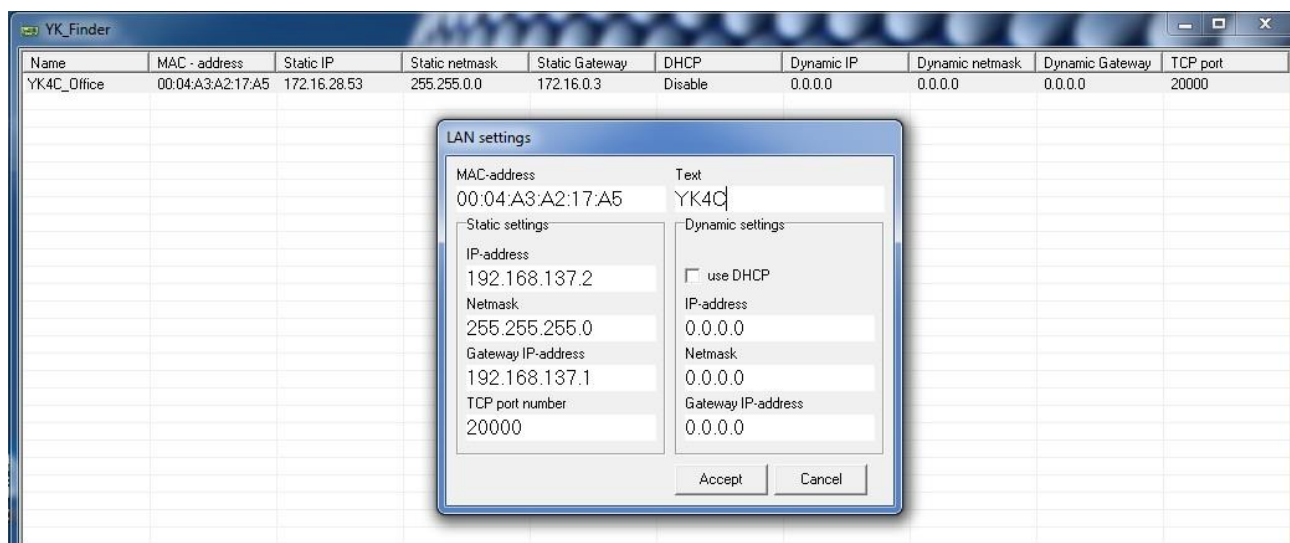 YK_Finder
Name MAC - address Static IP Static netmask Static Gateway DHCP Dynamic IP Dynamic netmask Dynamic Gateway TCP port
YK4C_Office 00:04:A3:A2:17:A5 172.16.28.53 255.255.0.0 172.16.0.3 Disable 0.0.0.0 0.0.0.0 0.0.0.0 20000
LAN settings
MAC-address Text
00:04:A3:A2:17:A5 YK4C
Static settings Dynamic settings
IP-address
192.168.137.2 use DHCP
Netmask IP-address
255.255.255.0 0.0.0.0
Gateway IP-address Netmask
192.168.137.1 0.0.0.0
TCP port number Gateway IP-address
20000 0.0.0.0
Accept Cancel